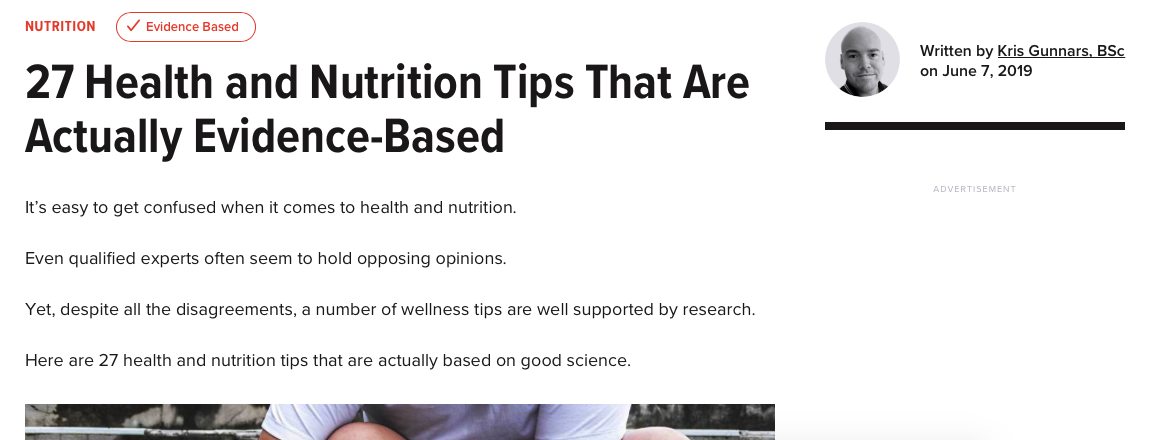 NUTRITION
Evidence Based
27 Health and Nutrition Tips That Are
Actually Evidence-Based
Written by Kris Gunnars, BSc
on June 7, 2019
ADVERTISEMENT
It’s easy to get confused when it comes to health and nutrition.
Even qualified experts often seem to hold opposing opinions.
Yet, despite all the disagreements, a number of wellness tips are well supported by research.
Here are 27 health and nutrition tips that are actually based on good science.